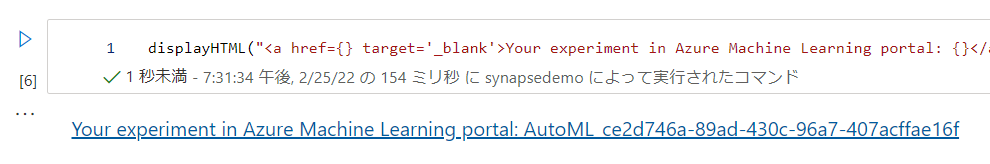 1 displayHTML("<a href={} target='_blank'>Your experiment in Azure Machine Learning portal: {}</
[6]
1 秒未満 - 7:31:34 午後, 2/25/22 の 154 ミリ秒 に synapsedemo によって実行されたコマンド
...
Your experiment in Azure Machine Learning portal: AutoML_ce2d746a-89ad-430c-96a7-407acffae16f